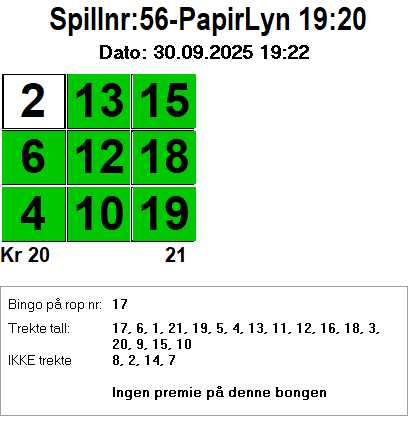 Spillnr:56-PapirLyn 19:20
Dato: 30.09.2025 19:22
2 13 15
6 12 18
4 10 19
Kr 20 21
Bingo på rop nr: 17
Trekte tall: 17, 6, 1, 21, 19, 5, 4, 13, 11, 12, 16, 18, 3,
20, 9, 15, 10
IKKE trekte 8, 2, 14, 7
Ingen premie på denne bongen